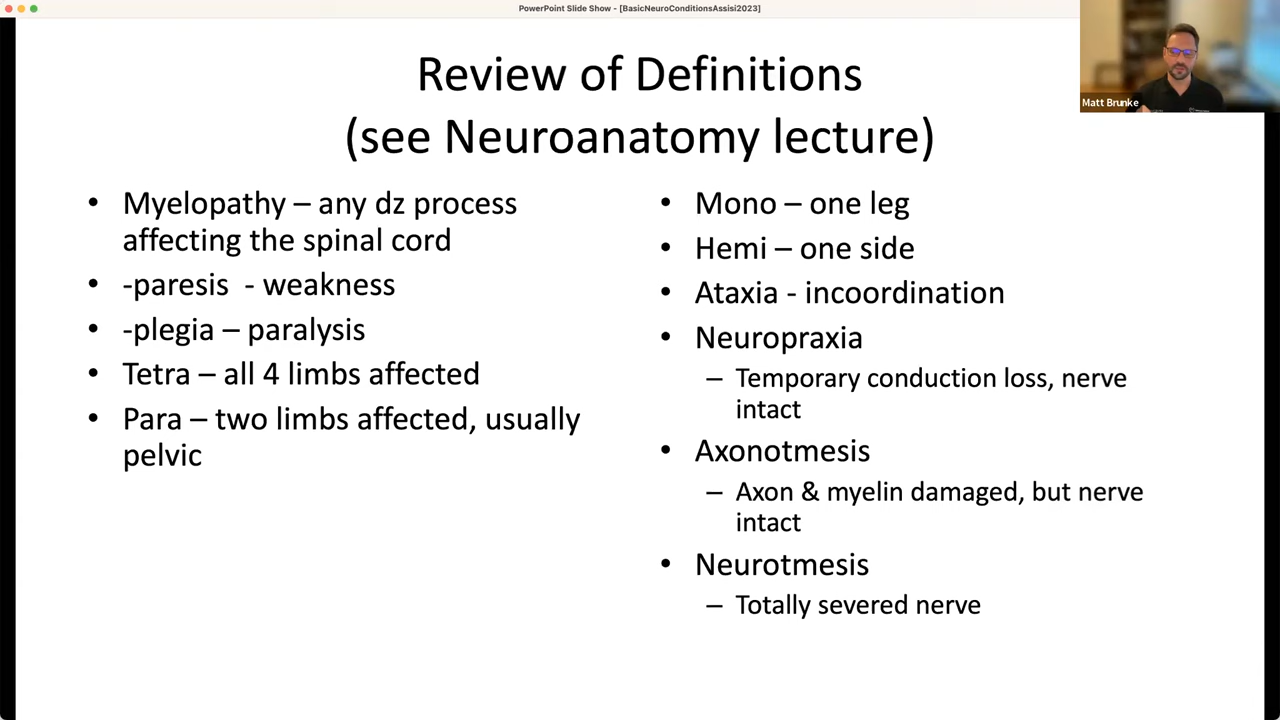 PowerPoint Slide Show - [BasicNeuroConditionsAssisi2023]
Matt Brunke
Review of Definitions
(see Neuroanatomy lecture)
• Myelopathy – any dz process
affecting the spinal cord
• -paresis - weakness
• -plegia – paralysis
• Tetra – all 4 limbs affected
• Para – two limbs affected, usually
pelvic
• Mono – one leg
• Hemi – one side
• Ataxia - incoordination
• Neuropraxia
– Temporary conduction loss, nerve
intact
• Axonotmesis
– Axon & myelin damaged, but nerve
intact
• Neurotmesis
– Totally severed nerve